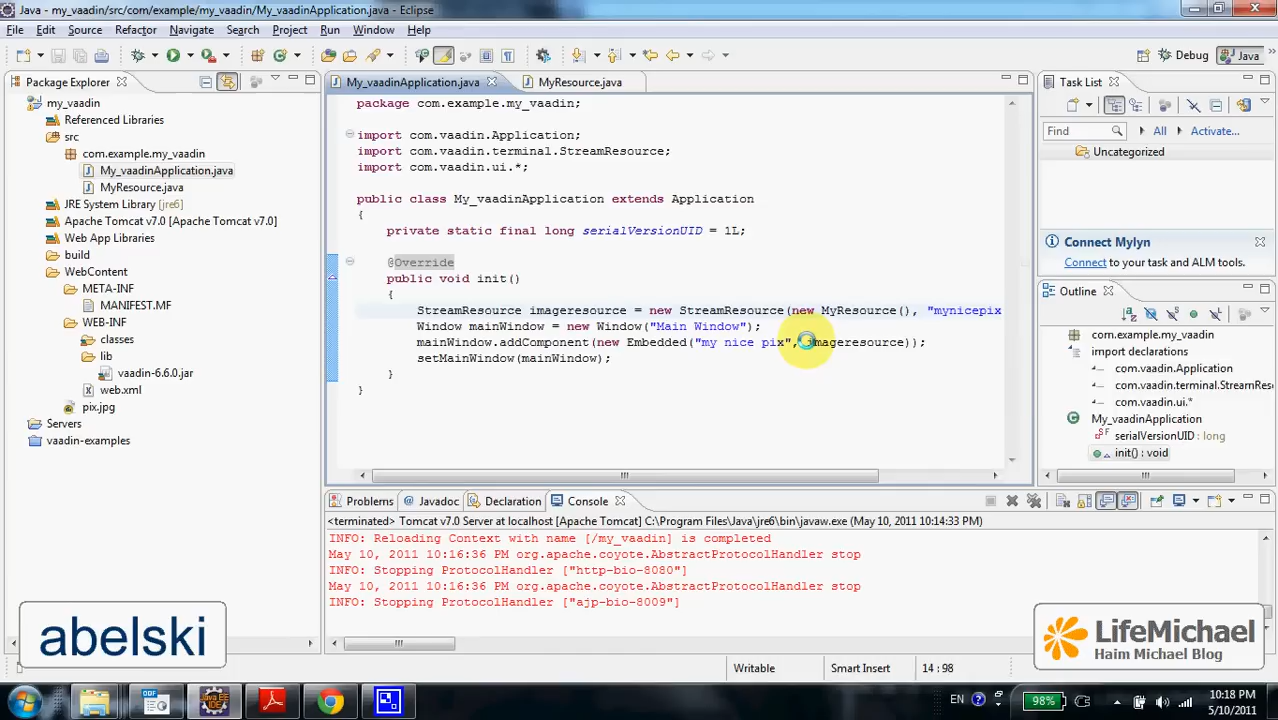 Java - my_vaadin/src/com/example/my_vaadin/My_vaadinApplication.java - Eclipse
File Edit Source Refactor Navigate Search Project Run Window Help
Debug Java
Package Explorer
my_vaadin
Referenced Libraries
src
com.example.my_vaadin
My_vaadinApplication.java
MyResource.java
JRE System Library [jre6]
Apache Tomcat v7.0 [Apache Tomcat v7.0]
Web App Libraries
build
WebContent
META-INF
MANIFEST.MF
WEB-INF
classes
lib
vaadin-6.6.0.jar
web.xml
pix.jpg
Servers
vaadin-examples
My_vaadinApplication.java MyResource.java
package com.example.my_vaadin;
import com.vaadin.Application;
import com.vaadin.terminal.StreamResource;
import com.vaadin.ui.*;
public class My_vaadinApplication extends Application
{
private static final long serialVersionUID = 1L;
@Override
public void init()
{
StreamResource imageresource = new StreamResource(new MyResource(), "mynicepix
Window mainWindow = new Window("Main Window");
mainWindow.addComponent(new Embedded("my nice pix", imageresource));
setMainWindow(mainWindow);
}
}
Task List
Find All Activate...
Uncategorized
Connect Mylyn
Connect to your task and ALM tools.
Outline
com.example.my_vaadin
import declarations
com.vaadin.Application
com.vaadin.terminal.StreamReso
com.vaadin.ui.*
My_vaadinApplication
serialVersionUID : long
init() : void
Problems Javadoc Declaration Console
<terminated> Tomcat v7.0 Server at localhost [Apache Tomcat] C:\Program Files\Java\jre6\bin\javaw.exe (May 10, 2011 10:14:33 PM)
INFO: Reloading Context with name [/my_vaadin] is completed
May 10, 2011 10:16:36 PM org.apache.coyote.AbstractProtocolHandler stop
INFO: Stopping ProtocolHandler ["http-bio-8080"]
May 10, 2011 10:16:36 PM org.apache.coyote.AbstractProtocolHandler stop
INFO: Stopping ProtocolHandler ["ajp-bio-8009"]
abelski
LifeMichael
Haim Michael Blog
Writable Smart Insert 14 : 98
EN 98% 10:18 PM
5/10/2011